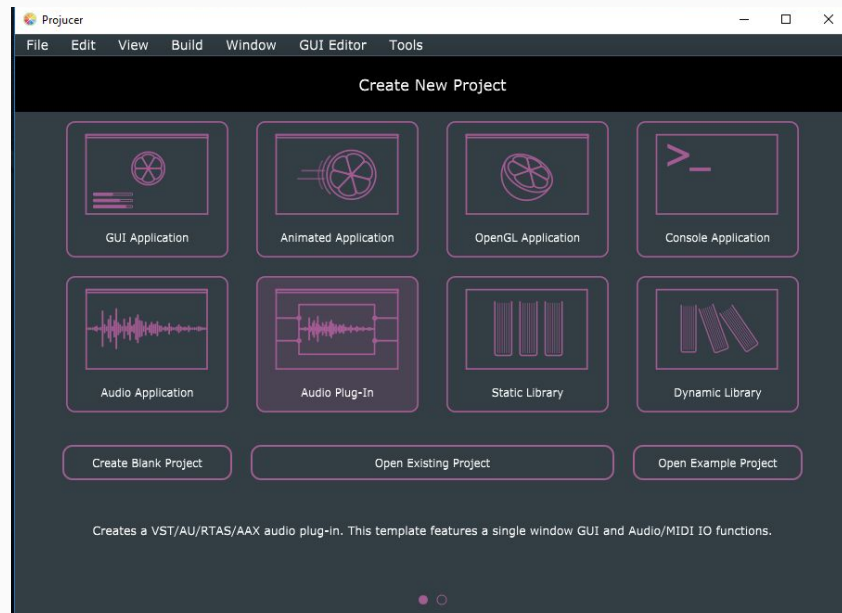 Projucer
File Edit View Build Window GUI Editor Tools
Create New Project
>_
GUI Application Animated Application OpenGL Application Console Application
Audio Application Audio Plug-In Static Library Dynamic Library
Create Blank Project Open Existing Project Open Example Project
Creates a VST/AU/RTAS/AAX audio plug-in. This template features a single window GUI and Audio/MIDI IO functions.